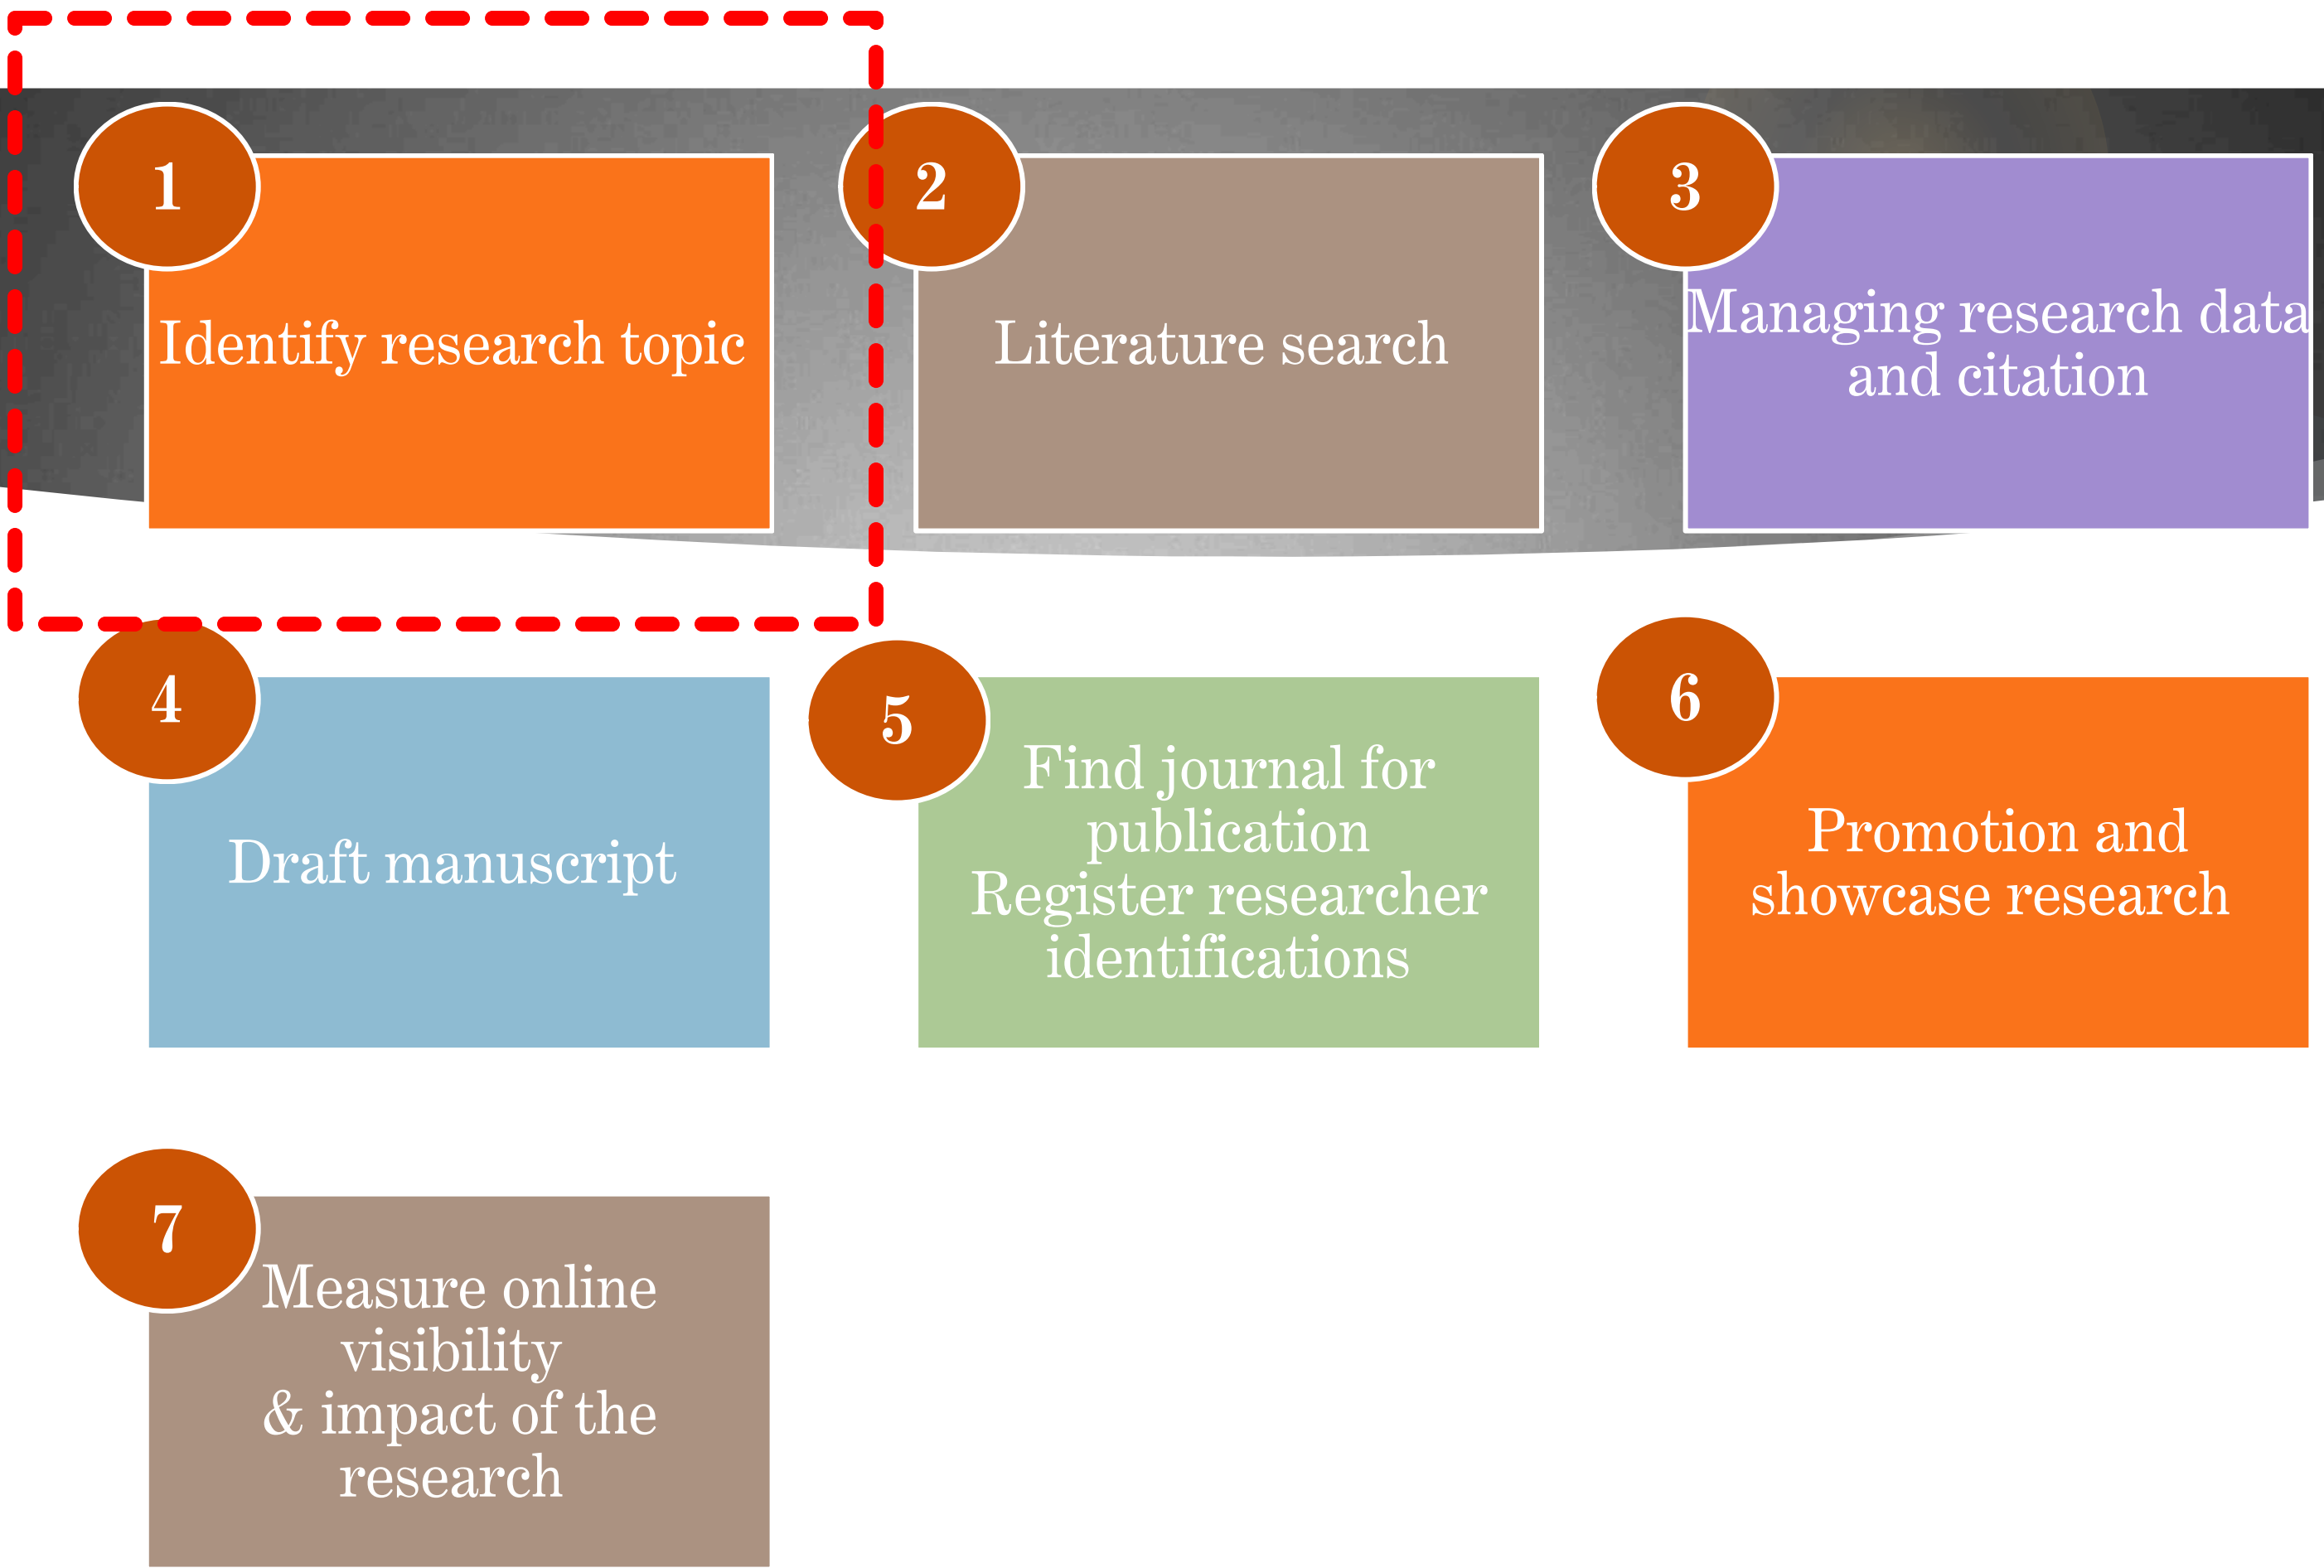 1
Identify research topic
2
Literature search
3
Managing research data
and citation
4
Draft manuscript
5
Find journal for
publication
Register researcher
identifications
6
Promotion and
showcase research
7
Measure online
visibility
& impact of the
research